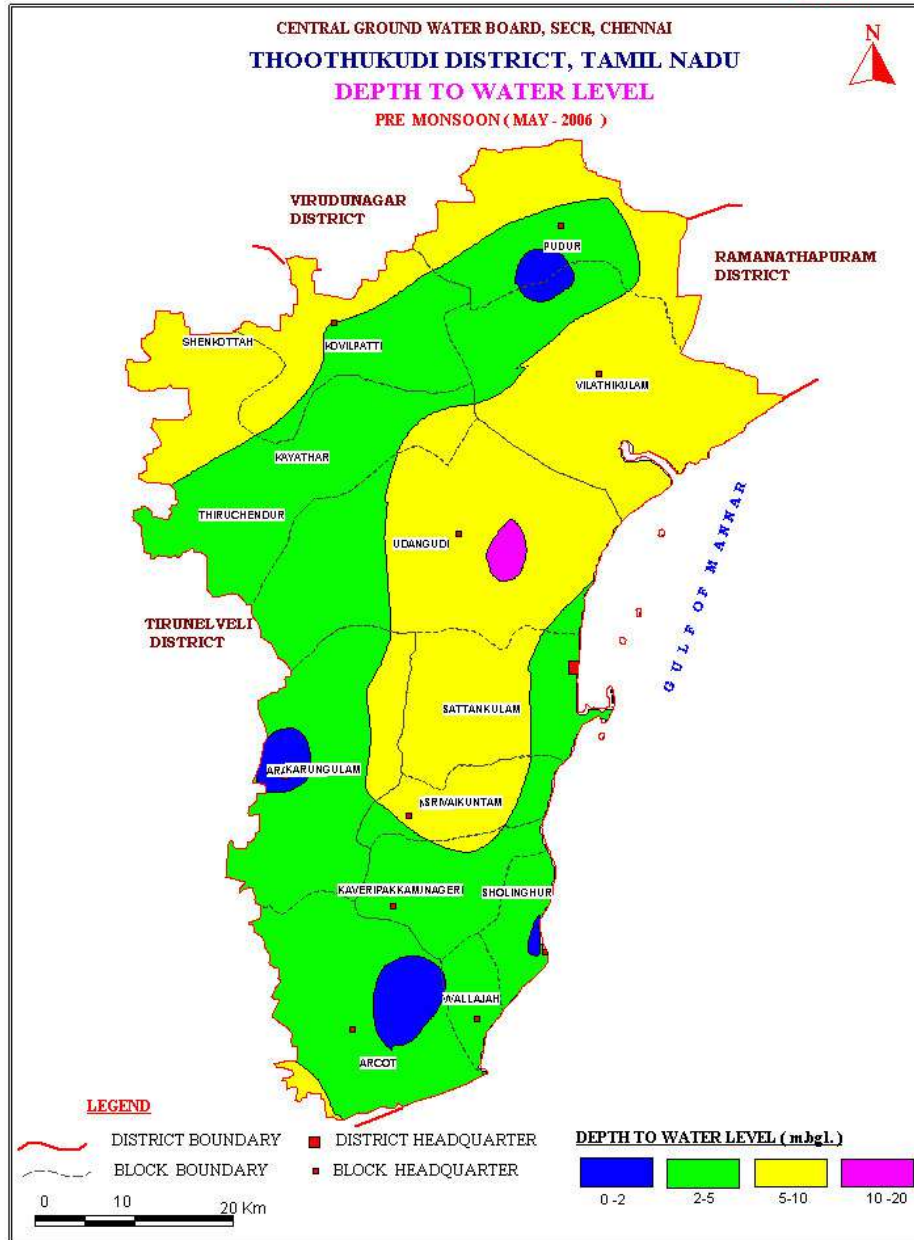 CENTRAL GROUND WATER BOARD, SECR, CHENNAI
N
THOOTHUKUDI DISTRICT, TAMIL NADU
DEPTH TO WATER LEVEL
PRE MONSOON ( MAY - 2006 )
VIRUDUNAGAR
DISTRICT
PUDUR
RAMANATHAPURAM
DISTRICT
SHENKOTTAH
KOVILPATTI
VILATHIKULAM
KAYATHAR
THIRUCHENDUR
UDANGUDI
GULF OF MANNAR
TIRUNELVELI
DISTRICT
SATTANKULAM
KARUNGULAM
SRIVAIKUNTAM
KAVERIPAKKAM
NAGERI
SHOLINGHUR
WALLAJAH
ARCOT
LEGEND
DISTRICT BOUNDARY
DISTRICT HEADQUARTER
BLOCK BOUNDARY
BLOCK HEADQUARTER
0 10 20 Km
DEPTH TO WATER LEVEL ( m.bgl. )
0 -2
2-5
5-10
10 -20